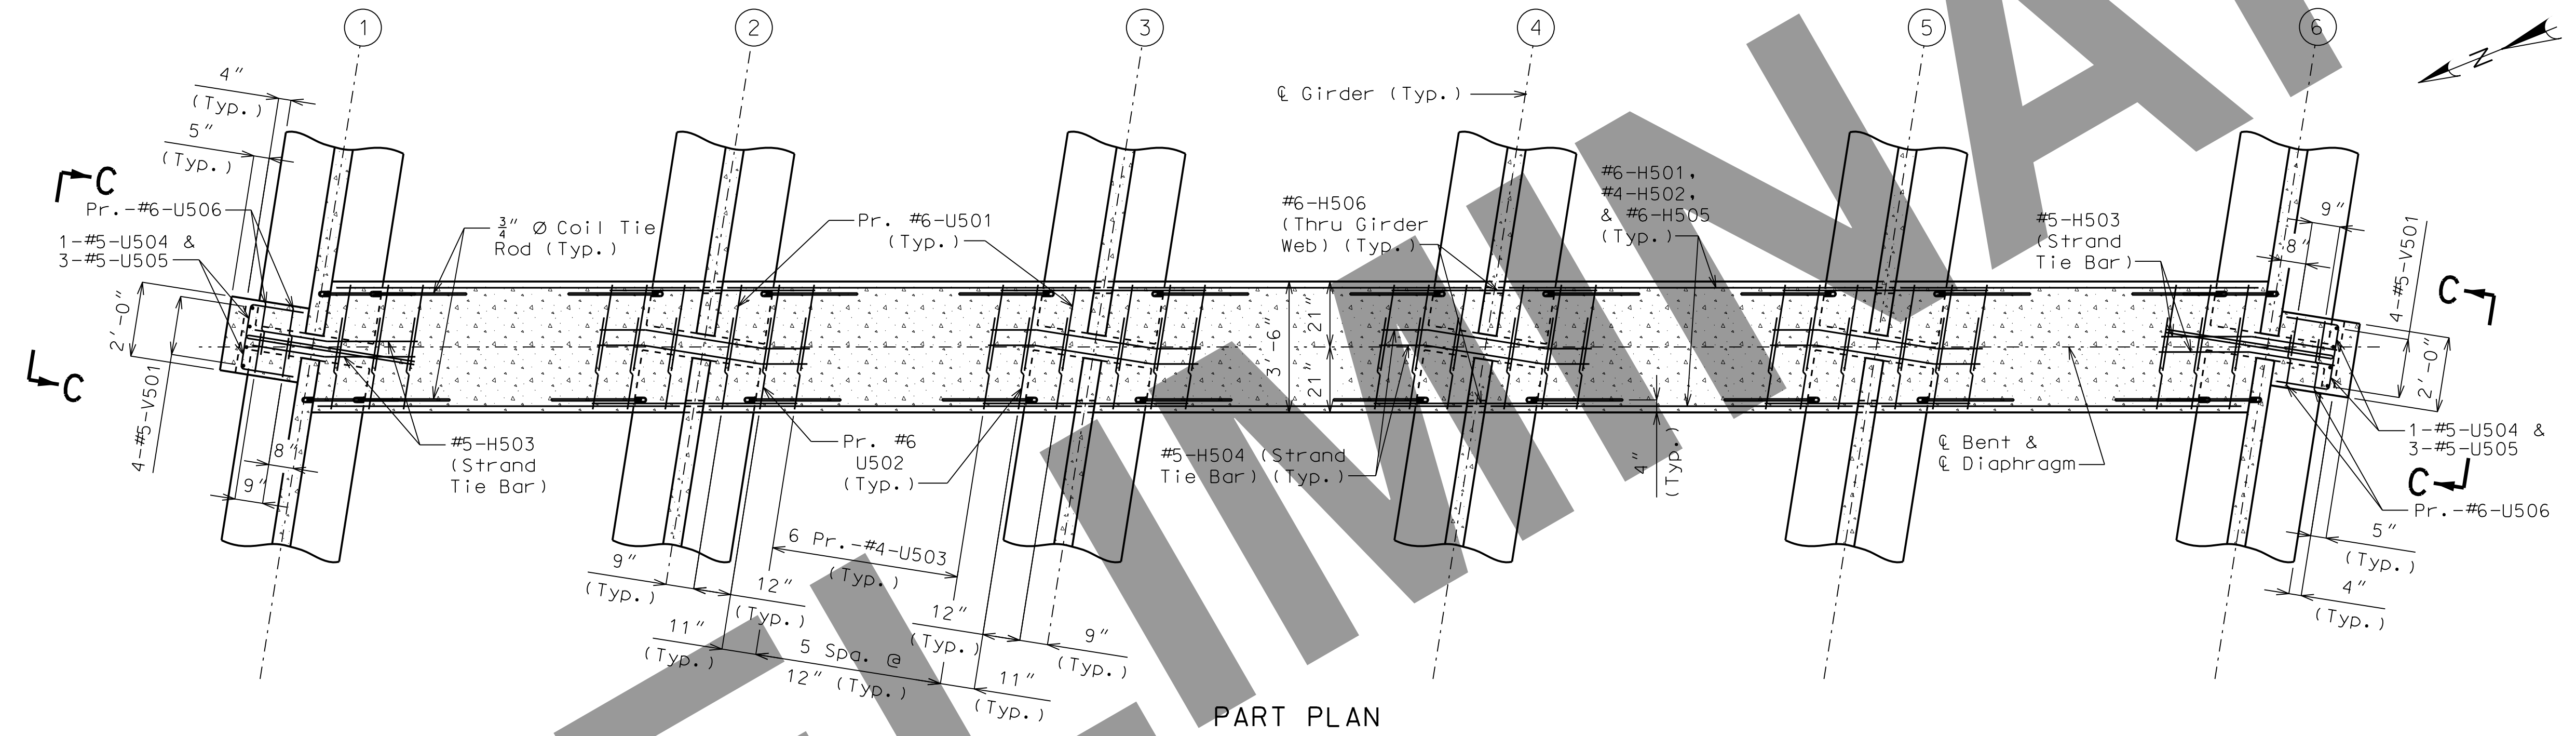 1 2 3 4 5 6
N
4"
(Typ.)
5"
(Typ.)
C
Pr.-#6-U506
1-#5-U504 &
3-#5-U505
2'-0"
4-#5-V501
C
8"
9"
3/4" Ø Coil Tie
Rod (Typ.)
#5-H503
(Strand
Tie Bar)
Pr. #6-U501
(Typ.)
Pr. #6
U502
(Typ.)
6 Pr.-#4-U503
(Typ.)
9"
(Typ.)
12"
(Typ.)
11"
(Typ.)
5 Spa. @
12" (Typ.)
12"
(Typ.)
9"
(Typ.)
11"
(Typ.)
℄ Girder (Typ.)
#6-H506
(Thru Girder
Web) (Typ.)
3'-6"
21"
21"
#5-H504 (Strand
Tie Bar) (Typ.)
#6-H501,
#4-H502,
& #6-H505
(Typ.)
4"
(Typ.)
#5-H503
(Strand
Tie Bar)
℄ Bent &
℄ Diaphragm
9"
8"
4-#5-V501
C
2'-0"
1-#5-U504 &
3-#5-U505
C
Pr.-#6-U506
5"
(Typ.)
4"
(Typ.)
PART PLAN